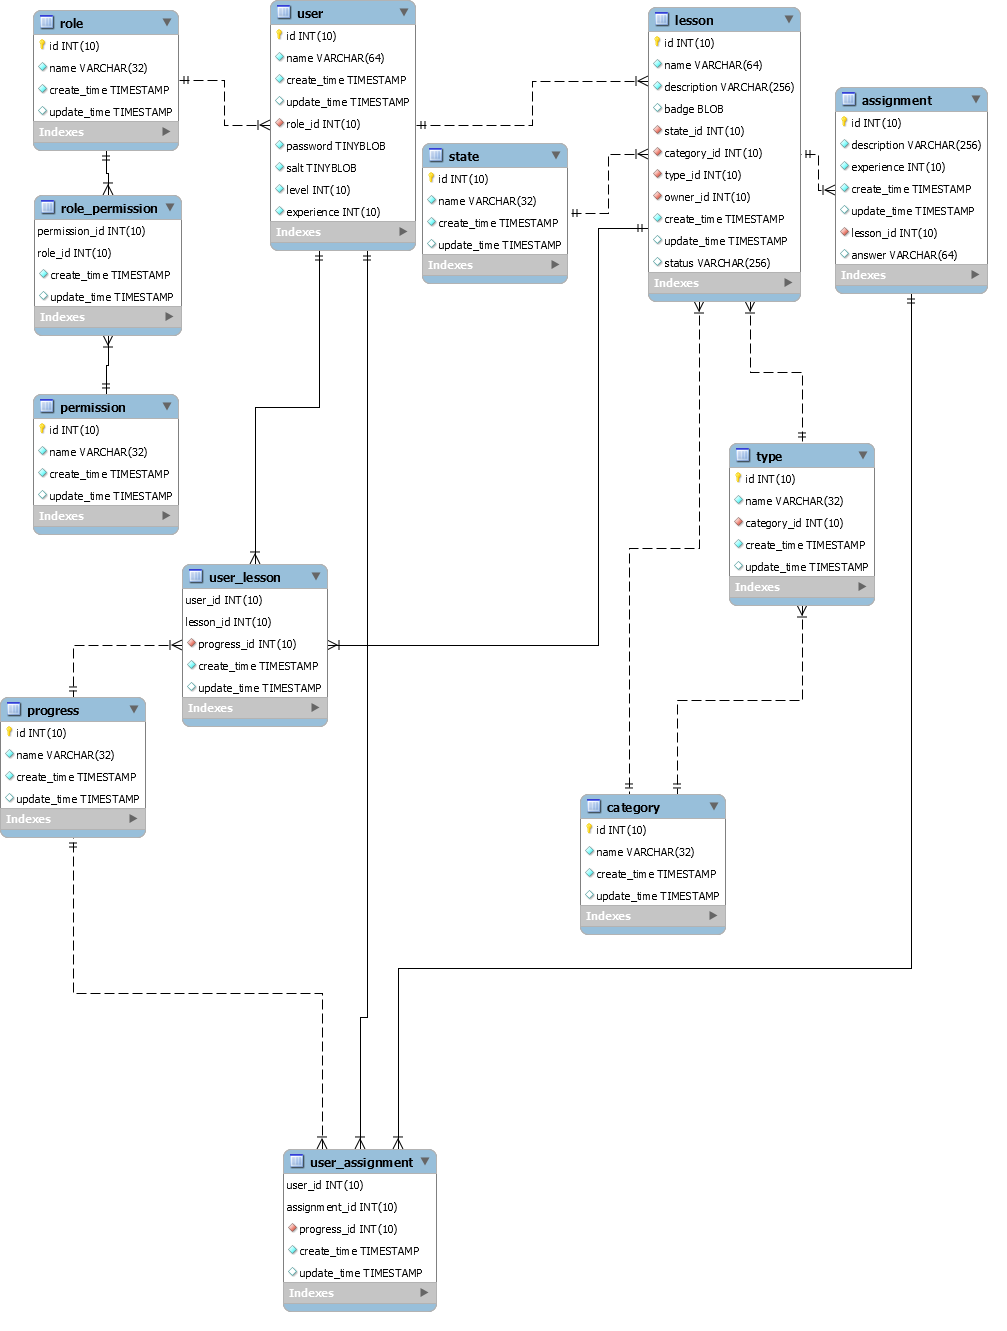 role
id INT(10)
name VARCHAR(32)
create_time TIMESTAMP
update_time TIMESTAMP
Indexes
user
id INT(10)
name VARCHAR(64)
create_time TIMESTAMP
update_time TIMESTAMP
role_id INT(10)
password TINYBLOB
salt TINYBLOB
level INT(10)
experience INT(10)
Indexes
lesson
id INT(10)
name VARCHAR(64)
description VARCHAR(256)
badge BLOB
state_id INT(10)
category_id INT(10)
type_id INT(10)
owner_id INT(10)
create_time TIMESTAMP
update_time TIMESTAMP
status VARCHAR(256)
Indexes
assignment
id INT(10)
description VARCHAR(256)
experience INT(10)
create_time TIMESTAMP
update_time TIMESTAMP
lesson_id INT(10)
answer VARCHAR(64)
Indexes
state
id INT(10)
name VARCHAR(32)
create_time TIMESTAMP
update_time TIMESTAMP
Indexes
role_permission
permission_id INT(10)
role_id INT(10)
create_time TIMESTAMP
update_time TIMESTAMP
Indexes
permission
id INT(10)
name VARCHAR(32)
create_time TIMESTAMP
update_time TIMESTAMP
Indexes
type
id INT(10)
name VARCHAR(32)
category_id INT(10)
create_time TIMESTAMP
update_time TIMESTAMP
Indexes
user_lesson
user_id INT(10)
lesson_id INT(10)
progress_id INT(10)
create_time TIMESTAMP
update_time TIMESTAMP
Indexes
progress
id INT(10)
name VARCHAR(32)
create_time TIMESTAMP
update_time TIMESTAMP
Indexes
category
id INT(10)
name VARCHAR(32)
create_time TIMESTAMP
update_time TIMESTAMP
Indexes
user_assignment
user_id INT(10)
assignment_id INT(10)
progress_id INT(10)
create_time TIMESTAMP
update_time TIMESTAMP
Indexes